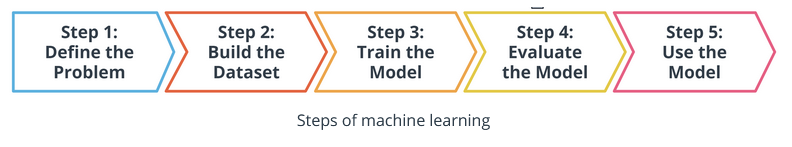 Step 1:
Define the
Problem
Step 2:
Build the
Dataset
Step 3:
Train the
Model
Step 4:
Evaluate
the Model
Step 5:
Use the
Model
Steps of machine learning